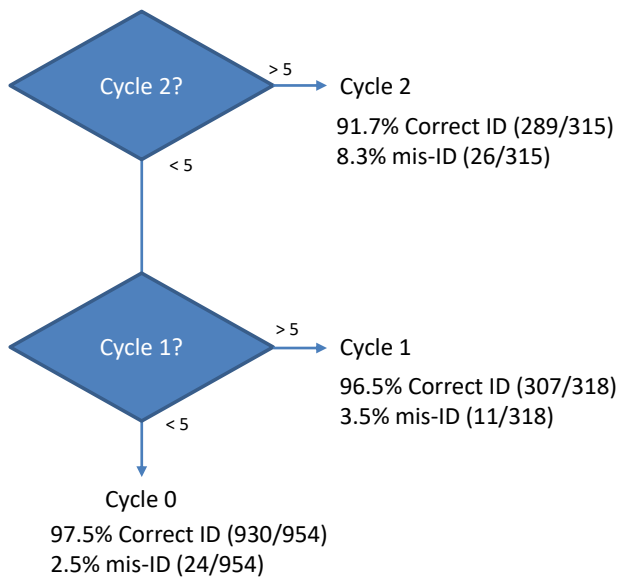 Cycle 2?
> 5
Cycle 2
91.7% Correct ID (289/315)
8.3% mis-ID (26/315)
< 5
Cycle 1?
> 5
Cycle 1
96.5% Correct ID (307/318)
3.5% mis-ID (11/318)
< 5
Cycle 0
97.5% Correct ID (930/954)
2.5% mis-ID (24/954)